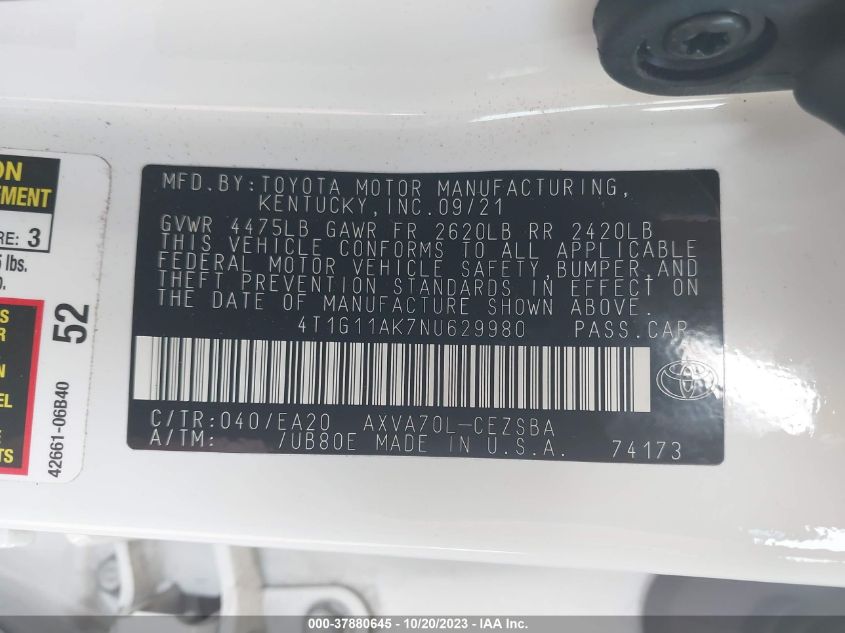 ON
EMENT
RE: 3
lbs.
52
42661-06B40
MFD.BY:TOYOTA MOTOR MANUFACTURING,
KENTUCKY,INC.09/21
GVWR 4475LB GAWR FR 2620LB RR 2420LB
THIS VEHICLE CONFORMS TO ALL APPLICABLE
FEDERAL MOTOR VEHICLE SAFETY,BUMPER,AND
THEFT PREVENTION STANDARDS IN EFFECT ON
THE DATE OF MANUFACTURE SHOWN ABOVE.
4T1G11AK7NU629980 PASS.CAR
C/TR:040/EA20 AXVA70L-CEZSBA
A/TM: /UB80E MADE IN U.S.A. 74173
000-37880645 - 10/20/2023 - COPYRIGHT IAA, INC.